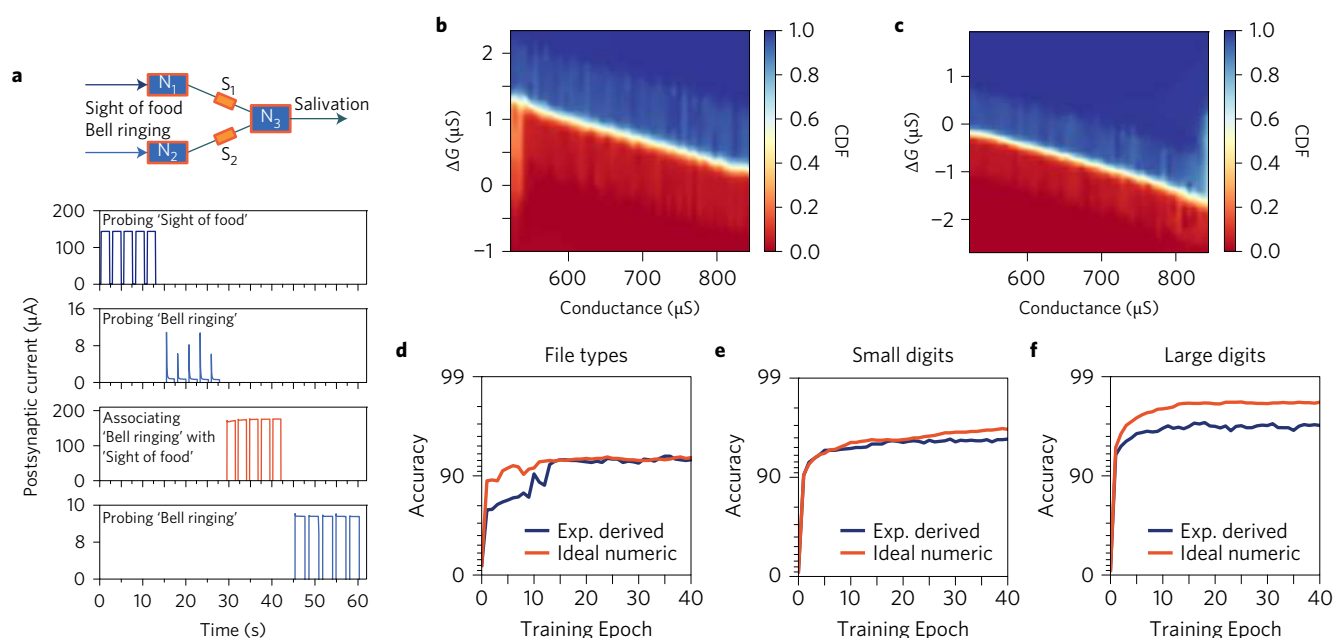 a
N1
S1
Sight of food
Bell ringing
N3
Salivation
N2
S2
Postsynaptic current (µA)
200
100
0
Probing 'Sight of food'
16
8
0
Probing 'Bell ringing'
200
100
0
Associating
'Bell ringing' with
'Sight of food'
10
8
0
Probing 'Bell ringing'
0 10 20 30 40 50 60
Time (s)
b
ΔG (µS)
2
1
0
−1
600 700 800
Conductance (µS)
1.0
0.8
0.6
0.4
0.2
0.0
CDF
c
ΔG (µS)
1
0
−1
−2
600 700 800
Conductance (µS)
1.0
0.8
0.6
0.4
0.2
0.0
CDF
d
File types
Accuracy
99
90
0
Exp. derived
Ideal numeric
0 10 20 30 40
Training Epoch
e
Small digits
Accuracy
99
90
0
Exp. derived
Ideal numeric
0 10 20 30 40
Training Epoch
f
Large digits
Accuracy
99
90
0
Exp. derived
Ideal numeric
0 10 20 30 40
Training Epoch